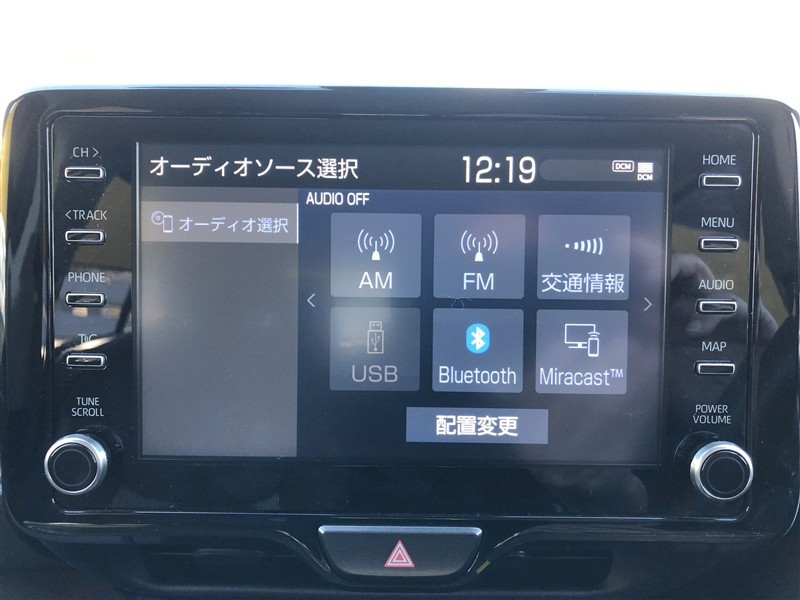 CH >
<TRACK
PHONE
T C
TUNE
SCROLL
オーディオソース選択
12:19
DCM
DCM
オーディオ選択
AUDIO OFF
AM
FM
交通情報
USB
Bluetooth
Miracast™
配置変更
HOME
MENU
AUDIO
MAP
POWER
VOLUME